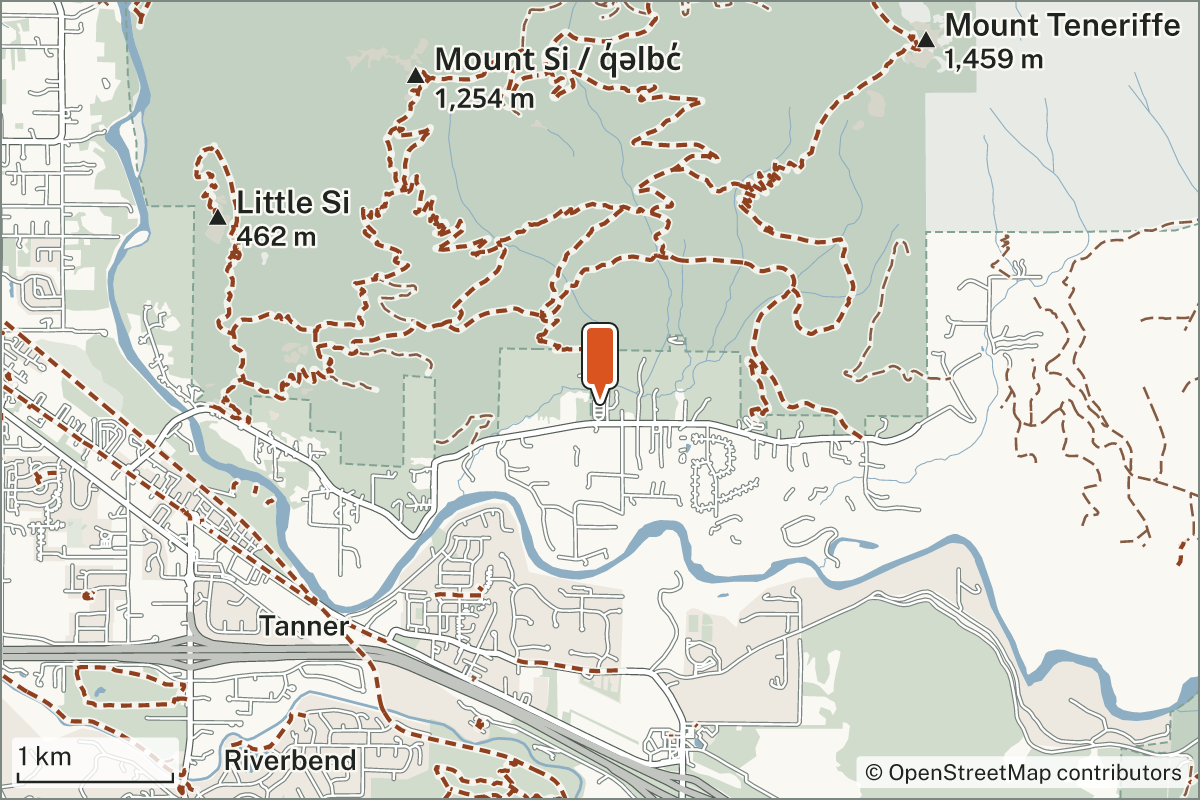 Mount Teneriffe
1,459 m
Mount Si / q̓əlbc̓
1,254 m
Little Si
462 m
Tanner
Riverbend
1 km
© OpenStreetMap contributors